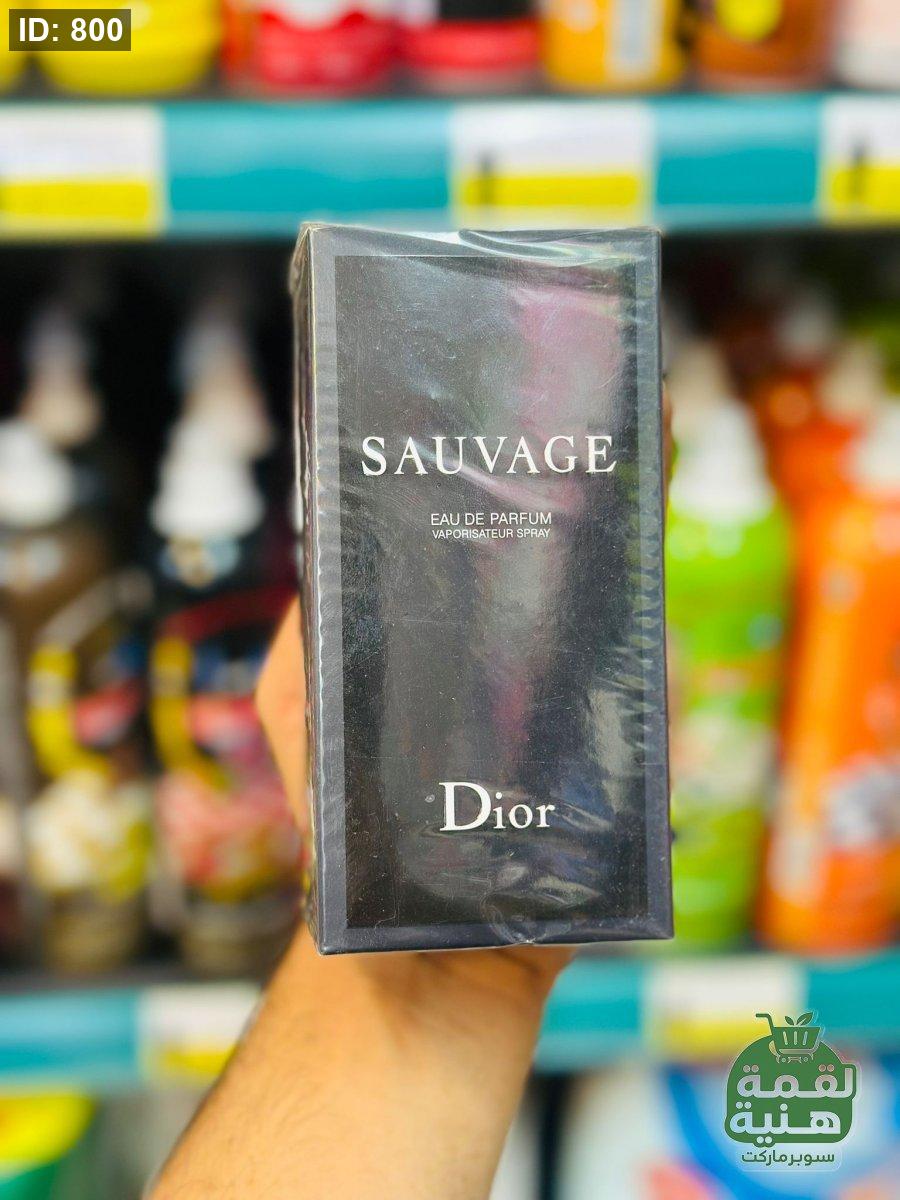 ID: 800
SAUVAGE
EAU DE PARFUM
VAPORISATEUR SPRAY
Dior
لقمة
هنية
سوبرماركت